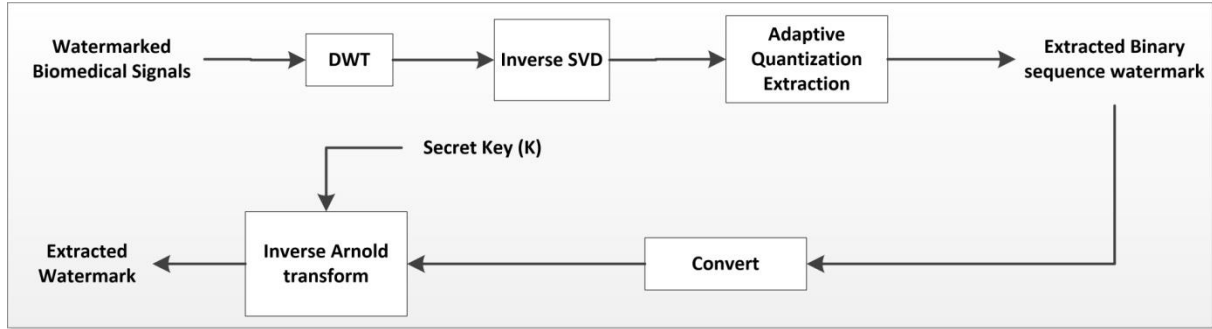 Watermarked
Biomedical Signals
DWT
Inverse SVD
Adaptive
Quantization
Extraction
Extracted Binary
sequence watermark
Secret Key (K)
Extracted
Watermark
Inverse Arnold
transform
Convert